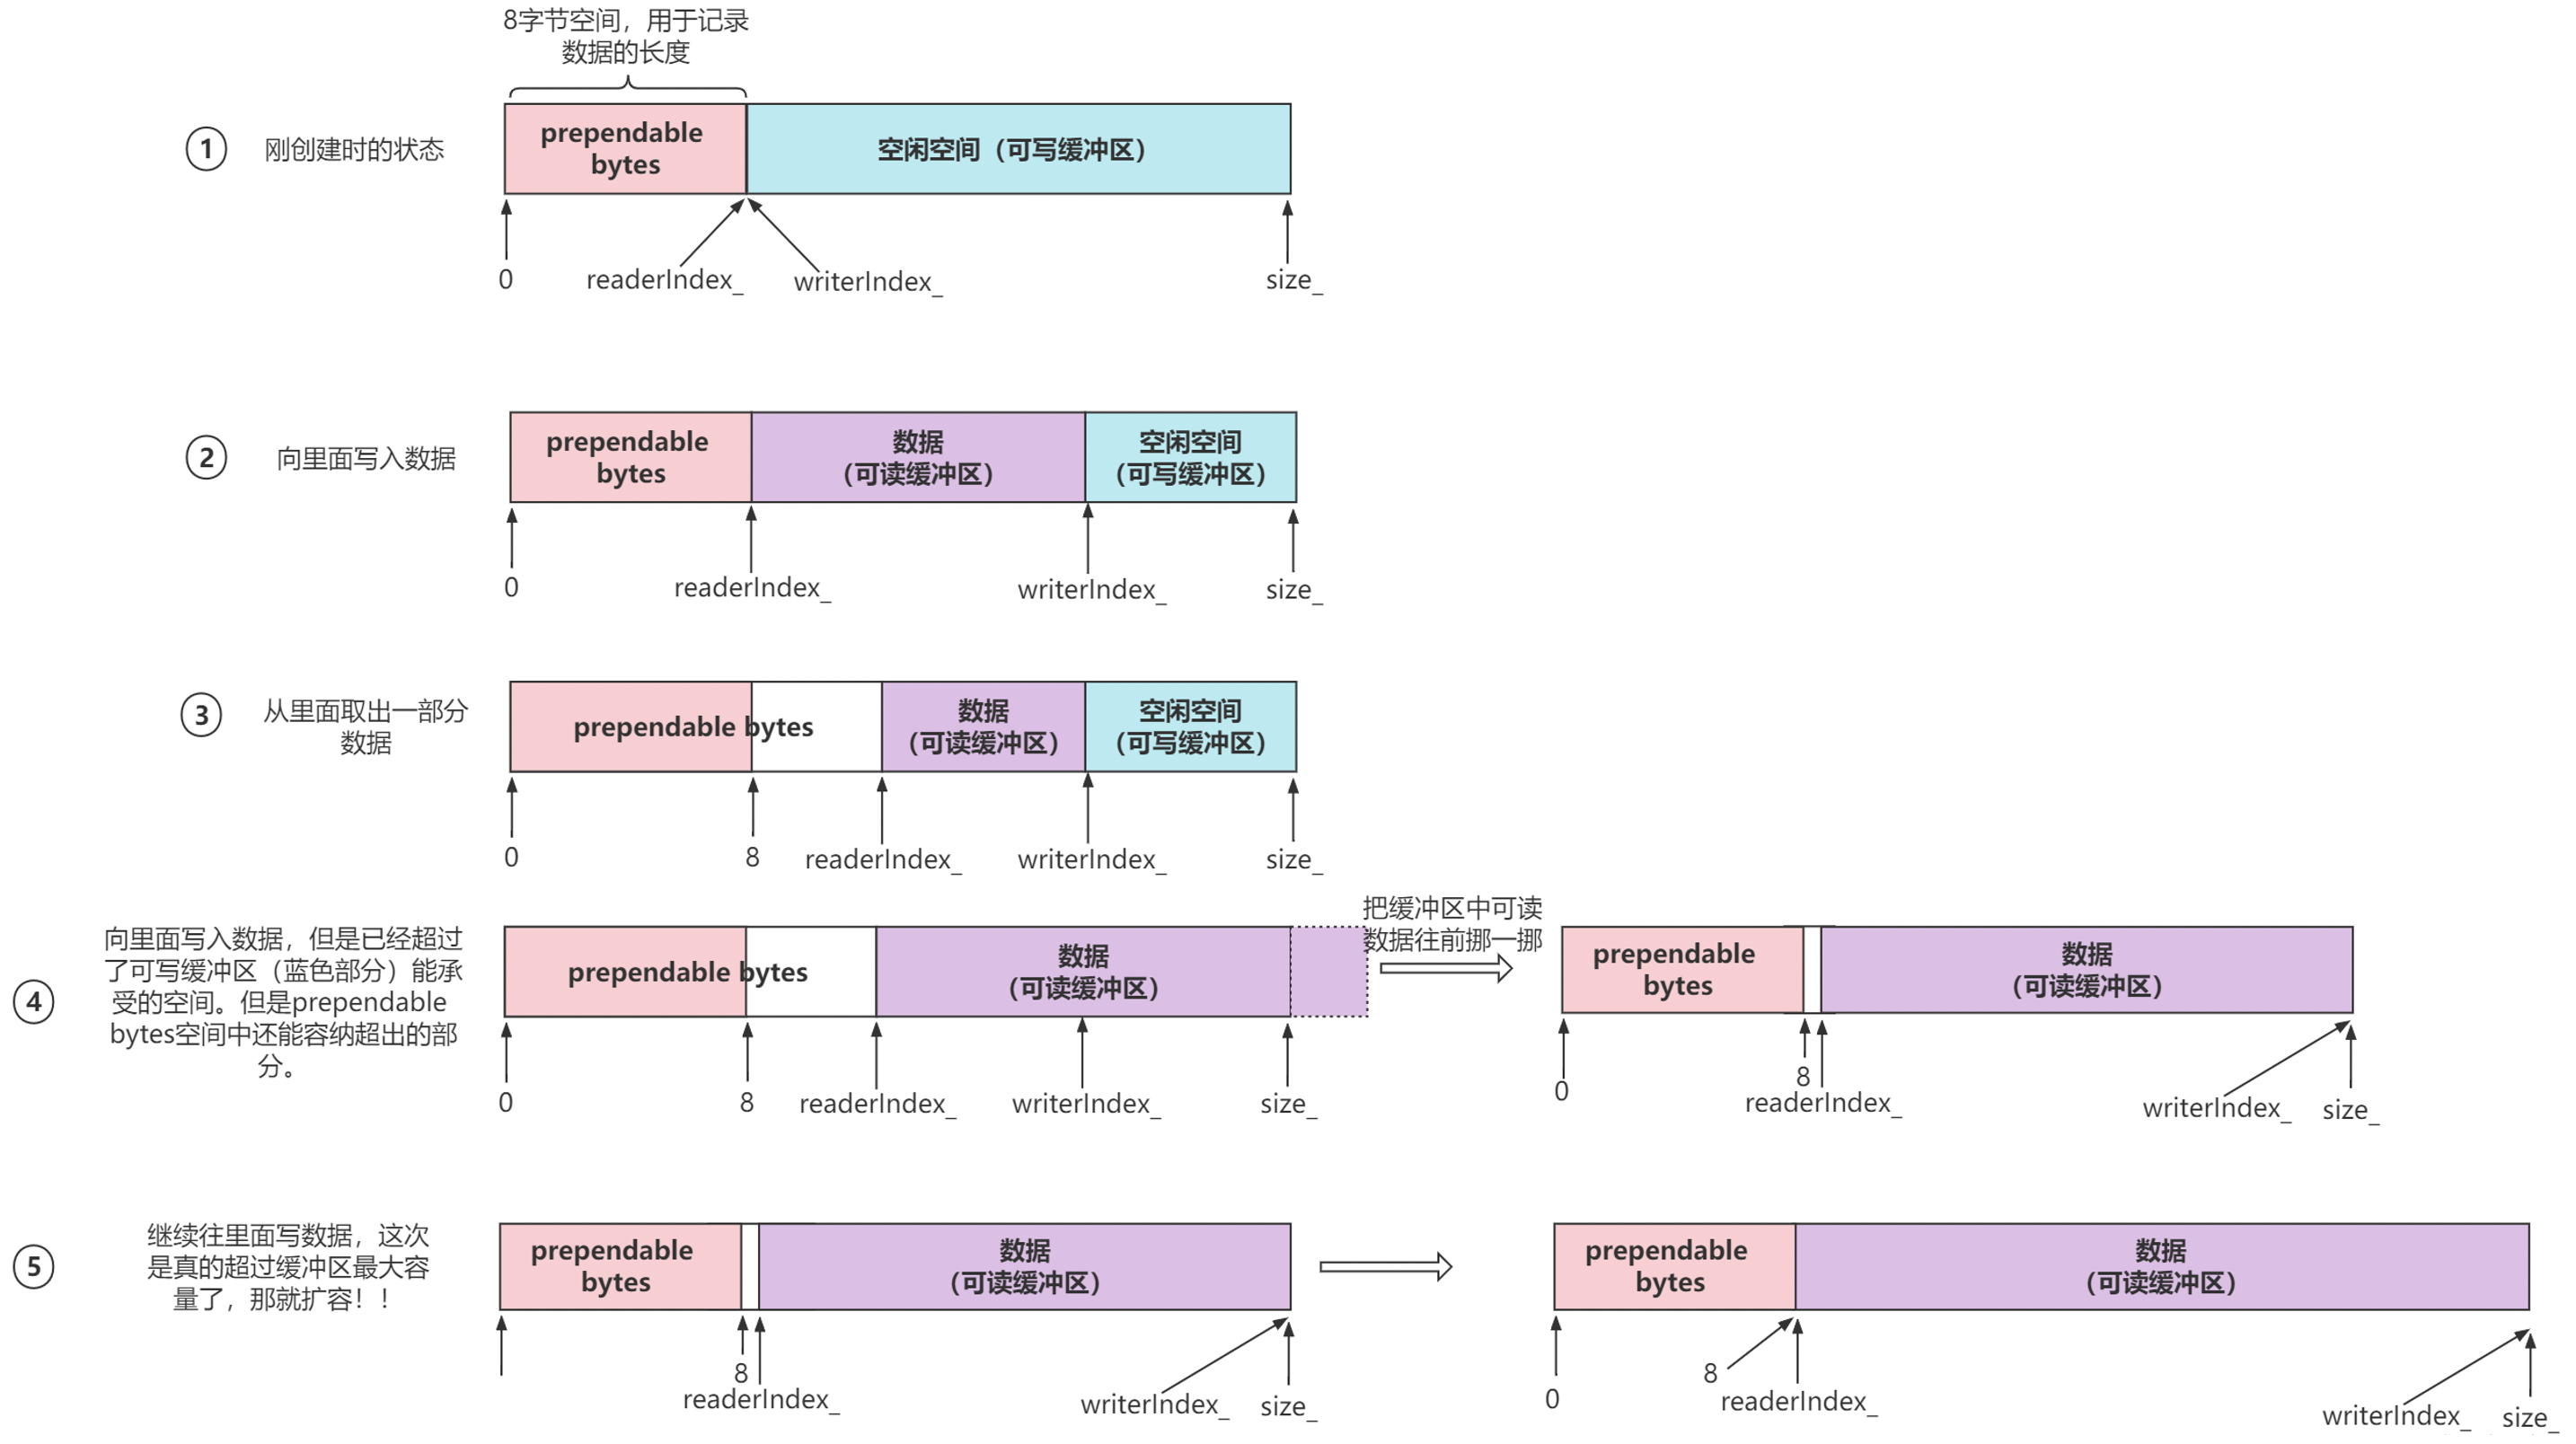 8字节空间，用于记录
数据的长度
1
刚创建时的状态
prependable
bytes
空闲空间（可写缓冲区）
0
readerIndex_
writerIndex_
size_
2
向里面写入数据
prependable
bytes
数据
（可读缓冲区）
空闲空间
（可写缓冲区）
0
readerIndex_
writerIndex_
size_
3
从里面取出一部分
数据
prependable bytes
数据
（可读缓冲区）
空闲空间
（可写缓冲区）
0
8
readerIndex_
writerIndex_
size_
4
向里面写入数据，但是已经超过
了可写缓冲区（蓝色部分）能承
受的空间。但是prependable
bytes空间中还能容纳超出的部
分。
prependable bytes
数据
（可读缓冲区）
0
8
readerIndex_
writerIndex_
size_
把缓冲区中可读
数据往前挪一挪
prependable
bytes
数据
（可读缓冲区）
0
8
readerIndex_
writerIndex_
size_
5
继续往里面写数据，这次
是真的超过缓冲区最大容
量了，那就扩容！！
prependable
bytes
数据
（可读缓冲区）
8
readerIndex_
writerIndex_
size_
prependable
bytes
数据
（可读缓冲区）
0
8
readerIndex_
writerIndex_
size_